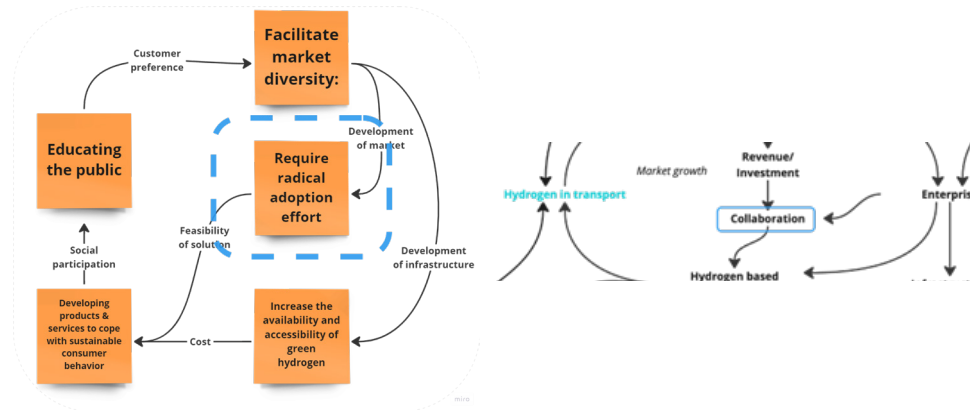 Facilitate
market
diversity:
Customer
preference
Educating
the public
Development
of market
Require
radical
adoption
effort
Feasibility
of solution
Social
participation
Development
of infrastructure
Developing
products &
services to cope
with sustainable
consumer
behavior
Cost
Increase the
availability and
accessibility of
green
hydrogen
miro
Market growth
Revenue/
Investment
Hydrogen in transport
Collaboration
Enterpris
Hydrogen based